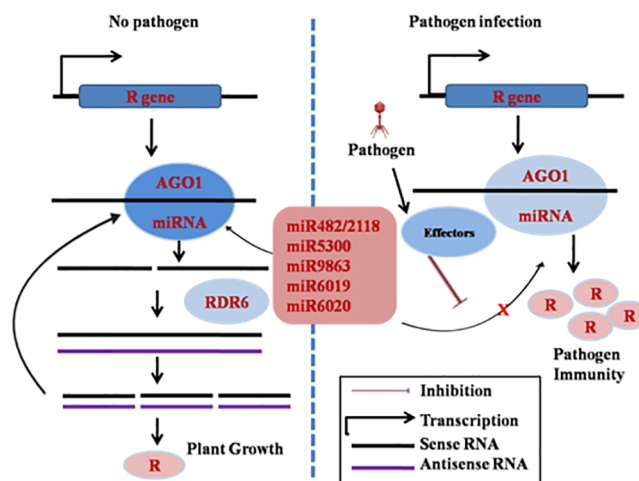 No pathogen
R gene
AGO1
miRNA
RDR6
R
Plant Growth
miR482/2118
miR5300
miR9863
miR6019
miR6020
Pathogen infection
R gene
Pathogen
AGO1
miRNA
Effectors
X
R
R
R
R
Pathogen
Immunity
Inhibition
Transcription
Sense RNA
Antisense RNA